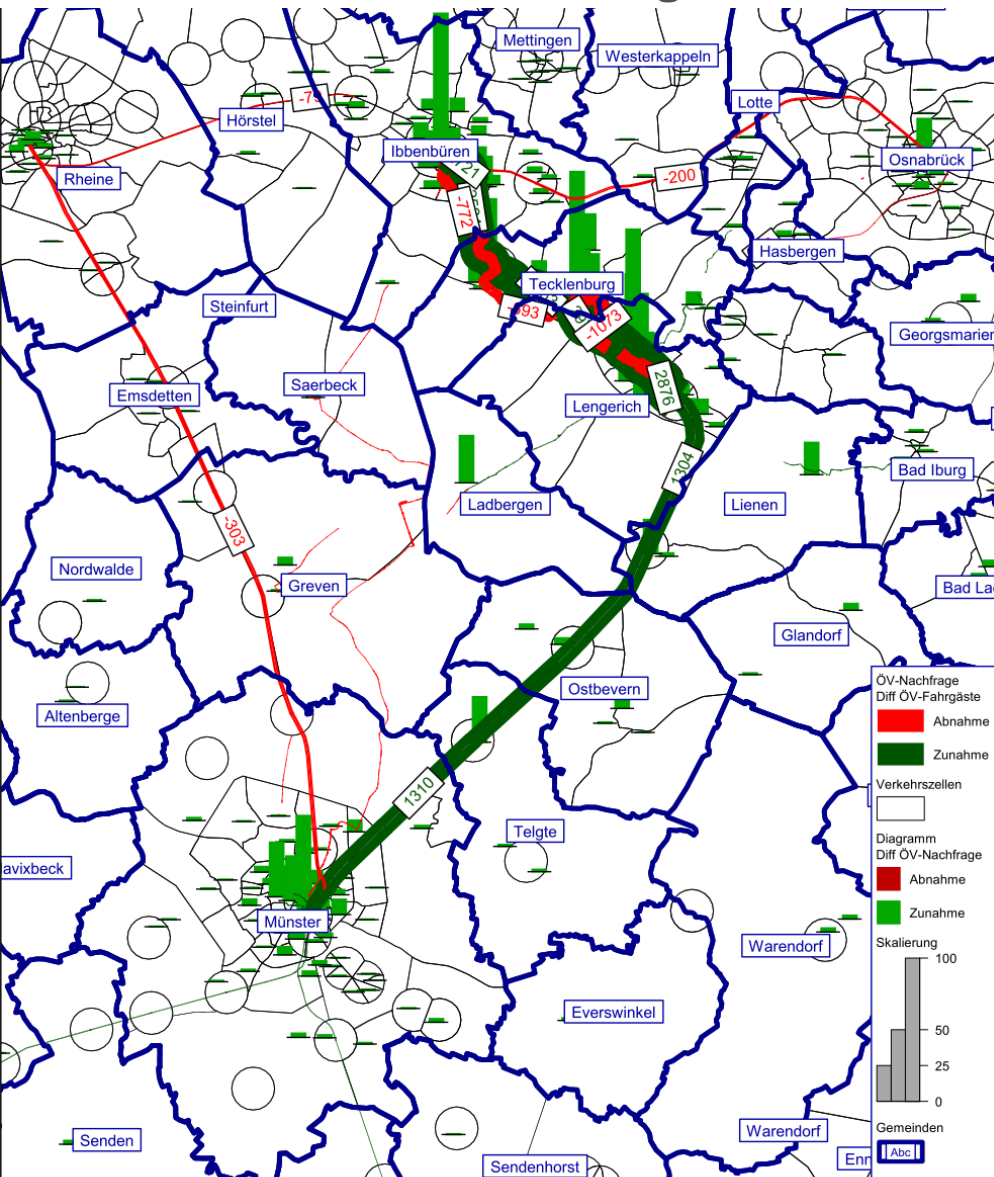 Mettingen
Westerkappeln
Lotte
Hörstel
Ibbenbüren
Osnabrück
Rheine
-200
-772
Hasbergen
Tecklenburg
Steinfurt
-1073
Georgsmarier
Saerbeck
2876
Emsdetten
Lengerich
1304
Bad Iburg
Ladbergen
Lienen
-303
Nordwalde
Greven
Bad La
Glandorf
Ostbevern
Altenberge
1310
Telgte
avixbeck
Münster
Warendorf
Everswinkel
Senden
Warendorf
Sendenhorst
Enn
ÖV-Nachfrage
Diff ÖV-Fahrgäste
Abnahme
Zunahme
Verkehrszellen
Diagramm
Diff ÖV-Nachfrage
Abnahme
Zunahme
Skalierung
100
50
25
0
Gemeinden
Abc